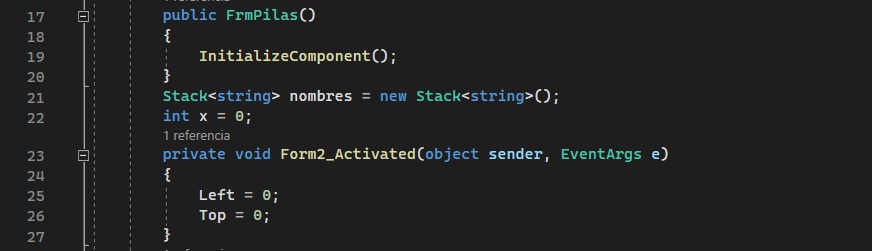 17 public FrmPilas()
18 {
19 InitializeComponent();
20 }
21 Stack<string> nombres = new Stack<string>();
22 int x = 0;
1 referencia
23 private void Form2_Activated(object sender, EventArgs e)
24 {
25 Left = 0;
26 Top = 0;
27 }